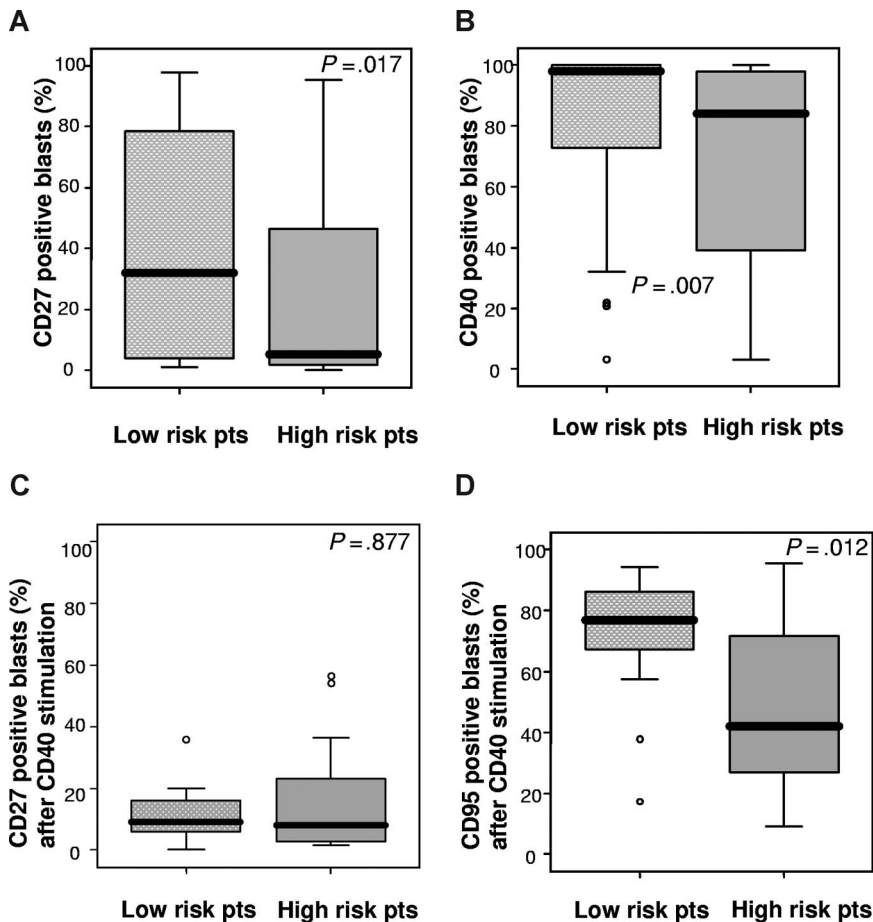 A
P =.017
CD27 positive blasts (%)
100
80
60
40
20
0
Low risk pts
High risk pts
B
P =.007
CD40 positive blasts (%)
100
80
60
40
20
0
Low risk pts
High risk pts
C
P =.877
CD27 positive blasts (%)
after CD40 stimulation
100
80
60
40
20
0
Low risk pts
High risk pts
D
P =.012
CD95 positive blasts (%)
after CD40 stimulation
100
80
60
40
20
0
Low risk pts
High risk pts